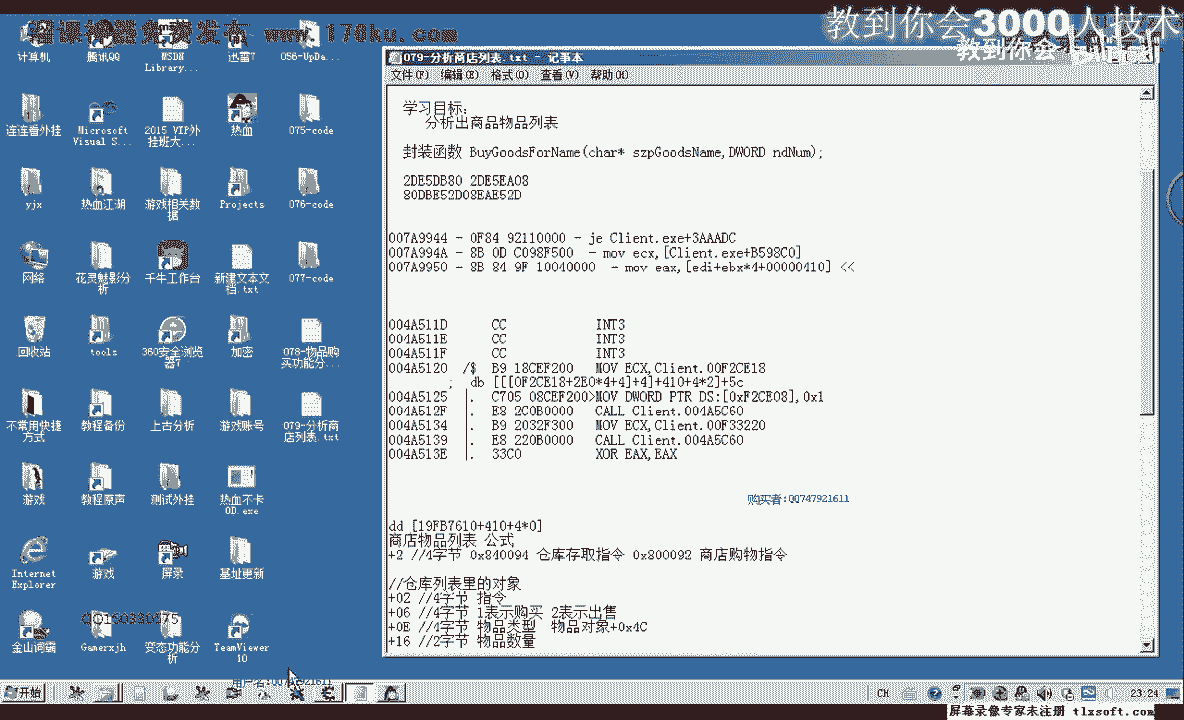 教到你会3000人技术
教到你会
www.176ku.com
计算机
腾讯QQ
MSDN
Library...
迅雷7
056-UpDa...
连连看外挂
Microsoft
Visual S...
2015 VIP外
挂班大...
热血
075-code
yjx
热血江湖
游戏相关数
据
Projects
076-code
网络
花灵魅影分
析
千牛工作台
新建文本文
档.txt
077-code
回收站
tools
360安全浏览
器7
加密
078-物品购
买功能分...
不常用快捷
方式
教程备份
上古分析
游戏账号
079-分析商
店列表.txt
游戏
教程原声
测试外挂
热血不卡
OD.exe
Internet
Explorer
游戏
屏录
基址更新
金山词霸
Gamerxjh
变态功能分
析
TeamViewer
10
079-分析商店列表.txt - 记事本
文件(F) 编辑(E) 格式(O) 查看(V) 帮助(H)
学习目标:
分析出商品物品列表
封装函数 BuyGoodsForName(char* szpGoodsName,DWORD ndNum);
2DE5DB80 2DE5EA08
80DBE52D08EAE52D
007A9944 - 0F84 92110000 - je Client.exe+3AAADC
007A994A - 8B 0D C098F500  - mov ecx,[Client.exe+B598C0]
007A9950 - 8B 84 9F 10040000  - mov eax,[edi+ebx*4+00000410] <<
004A511D      CC            INT3
004A511E      CC            INT3
004A511F      CC            INT3
004A5120  /$  B9 18CEF200   MOV ECX,Client.00F2CE18
;  db [[[0F2CE18+2E0*4+4]+4]+410+4*2]+5c
004A5125  |.  C705 08CEF200>MOV DWORD PTR DS:[0xF2CE08],0x1
004A512F  |.  E8 2C0B0000   CALL Client.004A5C60
004A5134  |.  B9 2032F300   MOV ECX,Client.00F33220
004A5139  |.  E8 220B0000   CALL Client.004A5C60
004A513E  |.  33C0          XOR EAX,EAX
购买者:QQ747921611
dd [19FB7610+410+4*0]
商店物品列表 公式
+2 //4字节 0x840094 仓库存取指令 0x800092 商店购物指令
//仓库列表里的对象
+02 //4字节 指令
+06 //4字节 1表示购买 2表示出售
+0E //4字节 物品类型  物品对象+0x4C
+16 //2字节 物品数量
开始
CH
23:24
屏幕录像专家未注册 tlxsoft.com